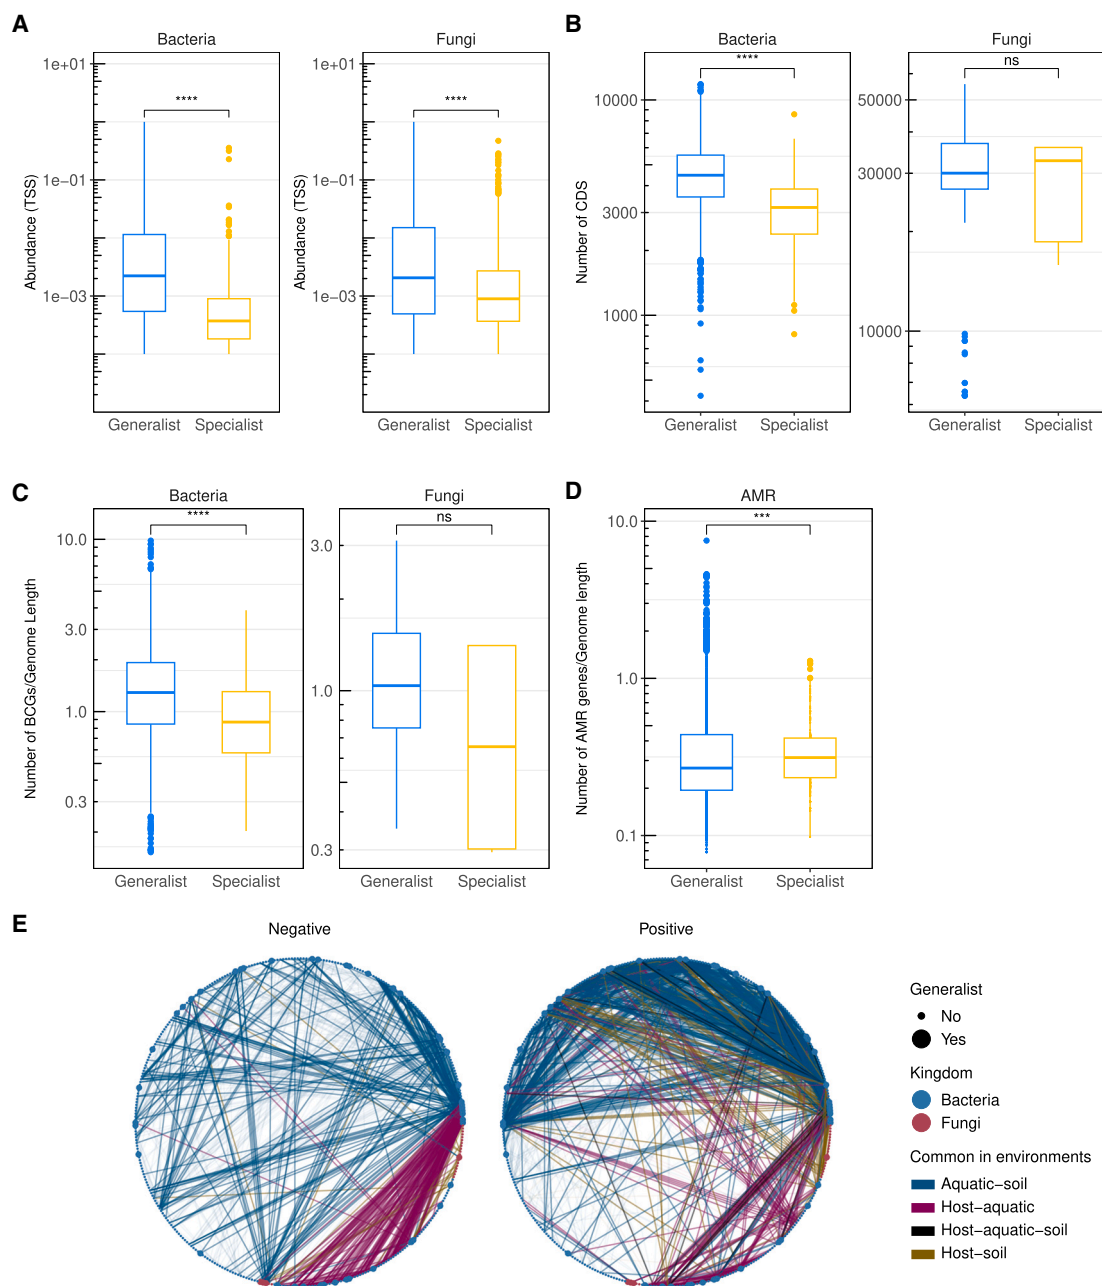 A
Bacteria
Fungi
1e+01
1e−01
1e−03
Abundance (TSS)
****
Generalist
Specialist
1e+01
1e−01
1e−03
Abundance (TSS)
****
Generalist
Specialist
B
Bacteria
Fungi
10000
3000
1000
Number of CDS
****
Generalist
Specialist
50000
30000
10000
ns
Generalist
Specialist
C
Bacteria
Fungi
10.0
3.0
1.0
0.3
Number of BCGs/Genome Length
****
Generalist
Specialist
3.0
1.0
0.3
ns
Generalist
Specialist
D
AMR
10.0
1.0
0.1
Number of AMR genes/Genome length
***
Generalist
Specialist
E
Negative
Positive
Generalist
No
Yes
Kingdom
Bacteria
Fungi
Common in environments
Aquatic−soil
Host−aquatic
Host−aquatic−soil
Host−soil